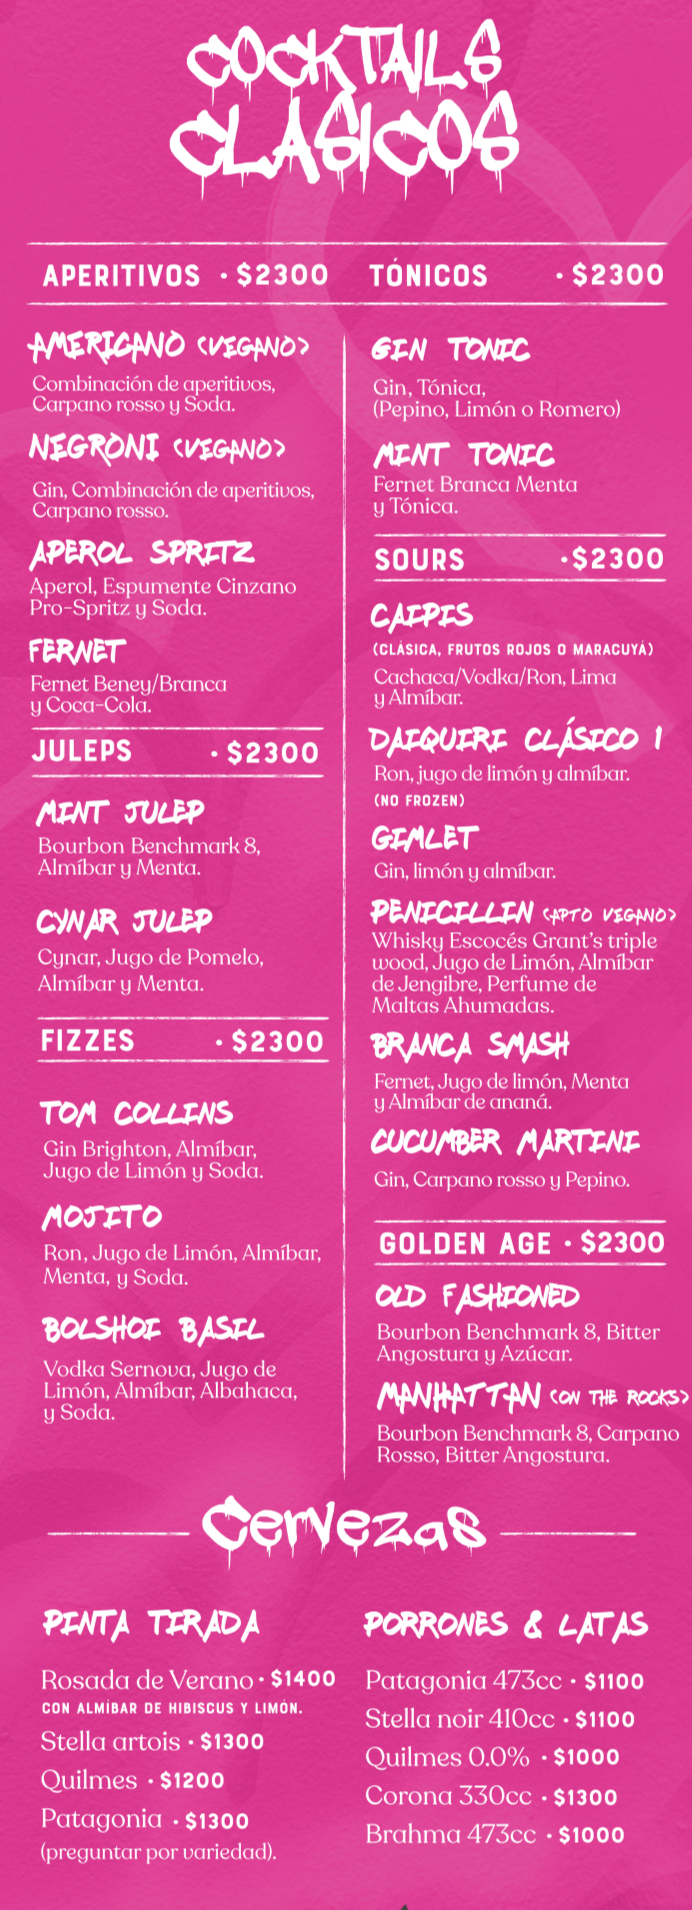 COCKTAILS
CLASICOS
APERITIVOS · $2300
AMERICANO (VEGANO)
Combinación de aperitivos,
Carpano rosso y Soda.
NEGRONI (VEGANO)
Gin, Combinación de aperitivos,
Carpano rosso.
APEROL SPRITZ
Aperol, Espumente Cinzano
Pro-Spritz y Soda.
FERNET
Fernet Beney/Branca
y Coca-Cola.
JULEPS · $2300
MINT JULEP
Bourbon Benchmark 8,
Almíbar y Menta.
CYNAR JULEP
Cynar, Jugo de Pomelo,
Almíbar y Menta.
FIZZES · $2300
TOM COLLINS
Gin Brighton, Almíbar,
Jugo de Limón y Soda.
MOJITO
Ron, Jugo de Limón, Almíbar,
Menta, y Soda.
BOLSHOI BASIL
Vodka Sernova, Jugo de
Limón, Almíbar, Albahaca,
y Soda.
TÓNICOS · $2300
GIN TONIC
Gin, Tónica,
(Pepino, Limón o Romero)
MINT TONIC
Fernet Branca Menta
y Tónica.
SOURS ·$2300
CAIPIS
(CLÁSICA, FRUTOS ROJOS O MARACUYÁ)
Cachaca/Vodka/Ron, Lima
y Almíbar.
DAIQUIRI CLÁSICO 1
Ron, jugo de limón y almíbar.
(NO FROZEN)
GIMLET
Gin, limón y almíbar.
PENICILLIN (APTO VEGANO)
Whisky Escocés Grant's triple
wood, Jugo de Limón, Almíbar
de Jengibre, Perfume de
Maltas Ahumadas.
BRANCA SMASH
Fernet, Jugo de limón, Menta
y Almíbar de ananá.
CUCUMBER MARTINI
Gin, Carpano rosso y Pepino.
GOLDEN AGE · $2300
OLD FASHIONED
Bourbon Benchmark 8, Bitter
Angostura y Azúcar.
MANHATTAN (ON THE ROCKS)
Bourbon Benchmark 8, Carpano
Rosso, Bitter Angostura.
Cervezas
PINTA TIRADA
Rosada de Verano · $1400
CON ALMÍBAR DE HIBISCUS Y LIMÓN.
Stella artois · $1300
Quilmes · $1200
Patagonia · $1300
(preguntar por variedad).
PORRONES & LATAS
Patagonia 473cc · $1100
Stella noir 410cc · $1100
Quilmes 0.0% · $1000
Corona 330cc · $1300
Brahma 473cc · $1000